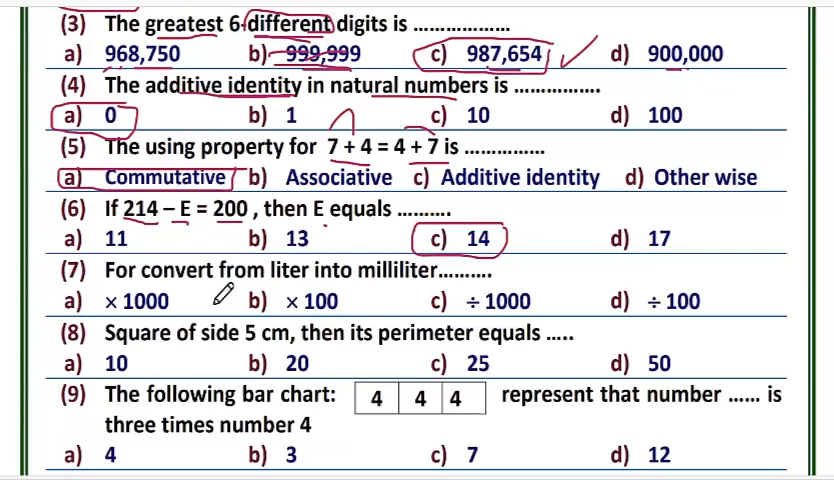 (3) The greatest 6-different digits is ……………….
a) 968,750 b) 999,999 c) 987,654 d) 900,000
(4) The additive identity in natural numbers is …………….
a) 0 b) 1 c) 10 d) 100
(5) The using property for 7 + 4 = 4 + 7 is ……………
a) Commutative b) Associative c) Additive identity d) Other wise
(6) If 214 – E = 200 , then E equals ……….
a) 11 b) 13 c) 14 d) 17
(7) For convert from liter into milliliter……….
a) × 1000 b) × 100 c) ÷ 1000 d) ÷ 100
(8) Square of side 5 cm, then its perimeter equals …..
a) 10 b) 20 c) 25 d) 50
(9) The following bar chart: 4 4 4 represent that number …… is
three times number 4
a) 4 b) 3 c) 7 d) 12